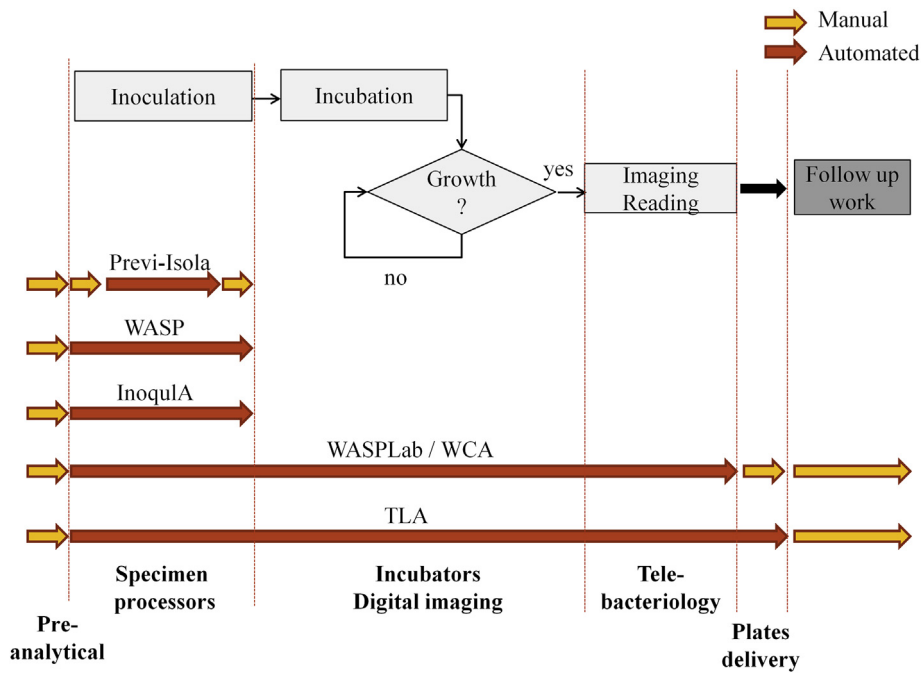 Manual
Automated
Inoculation
Incubation
Growth
?
yes
no
Imaging
Reading
Follow up
work
Previ-Isola
WASP
InoqulA
WASPLab / WCA
TLA
Specimen
processors
Incubators
Digital imaging
Tele-
bacteriology
Pre-
analytical
Plates
delivery